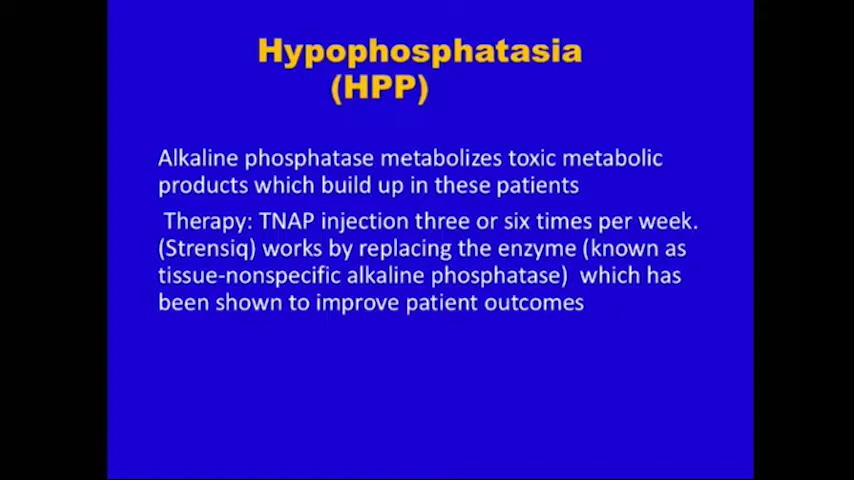 Hypophosphatasia
(HPP)
Alkaline phosphatase metabolizes toxic metabolic
products which build up in these patients
Therapy: TNAP injection three or six times per week.
(Strensiq) works by replacing the enzyme (known as
tissue-nonspecific alkaline phosphatase) which has
been shown to improve patient outcomes